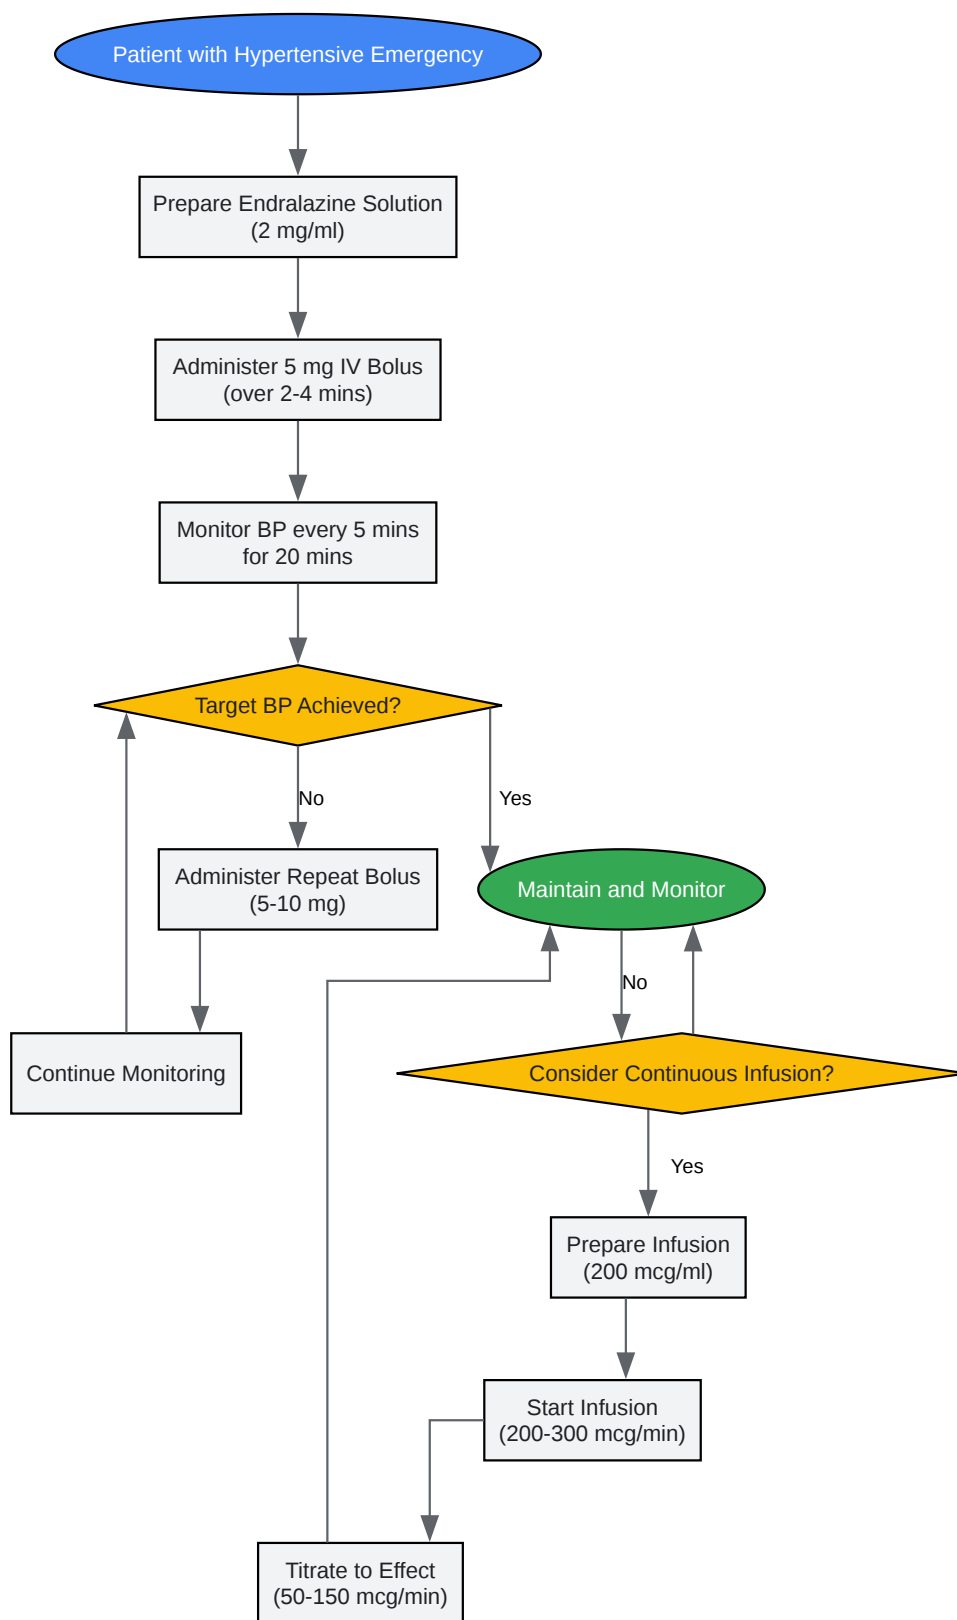 Patient with Hypertensive Emergency
Prepare Endralazine Solution
(2 mg/ml)
Administer 5 mg IV Bolus
(over 2-4 mins)
Monitor BP every 5 mins
for 20 mins
Target BP Achieved?
No
Yes
Administer Repeat Bolus
(5-10 mg)
Maintain and Monitor
No
Continue Monitoring
Consider Continuous Infusion?
Yes
Prepare Infusion
(200 mcg/ml)
Start Infusion
(200-300 mcg/min)
Titrate to Effect
(50-150 mcg/min)